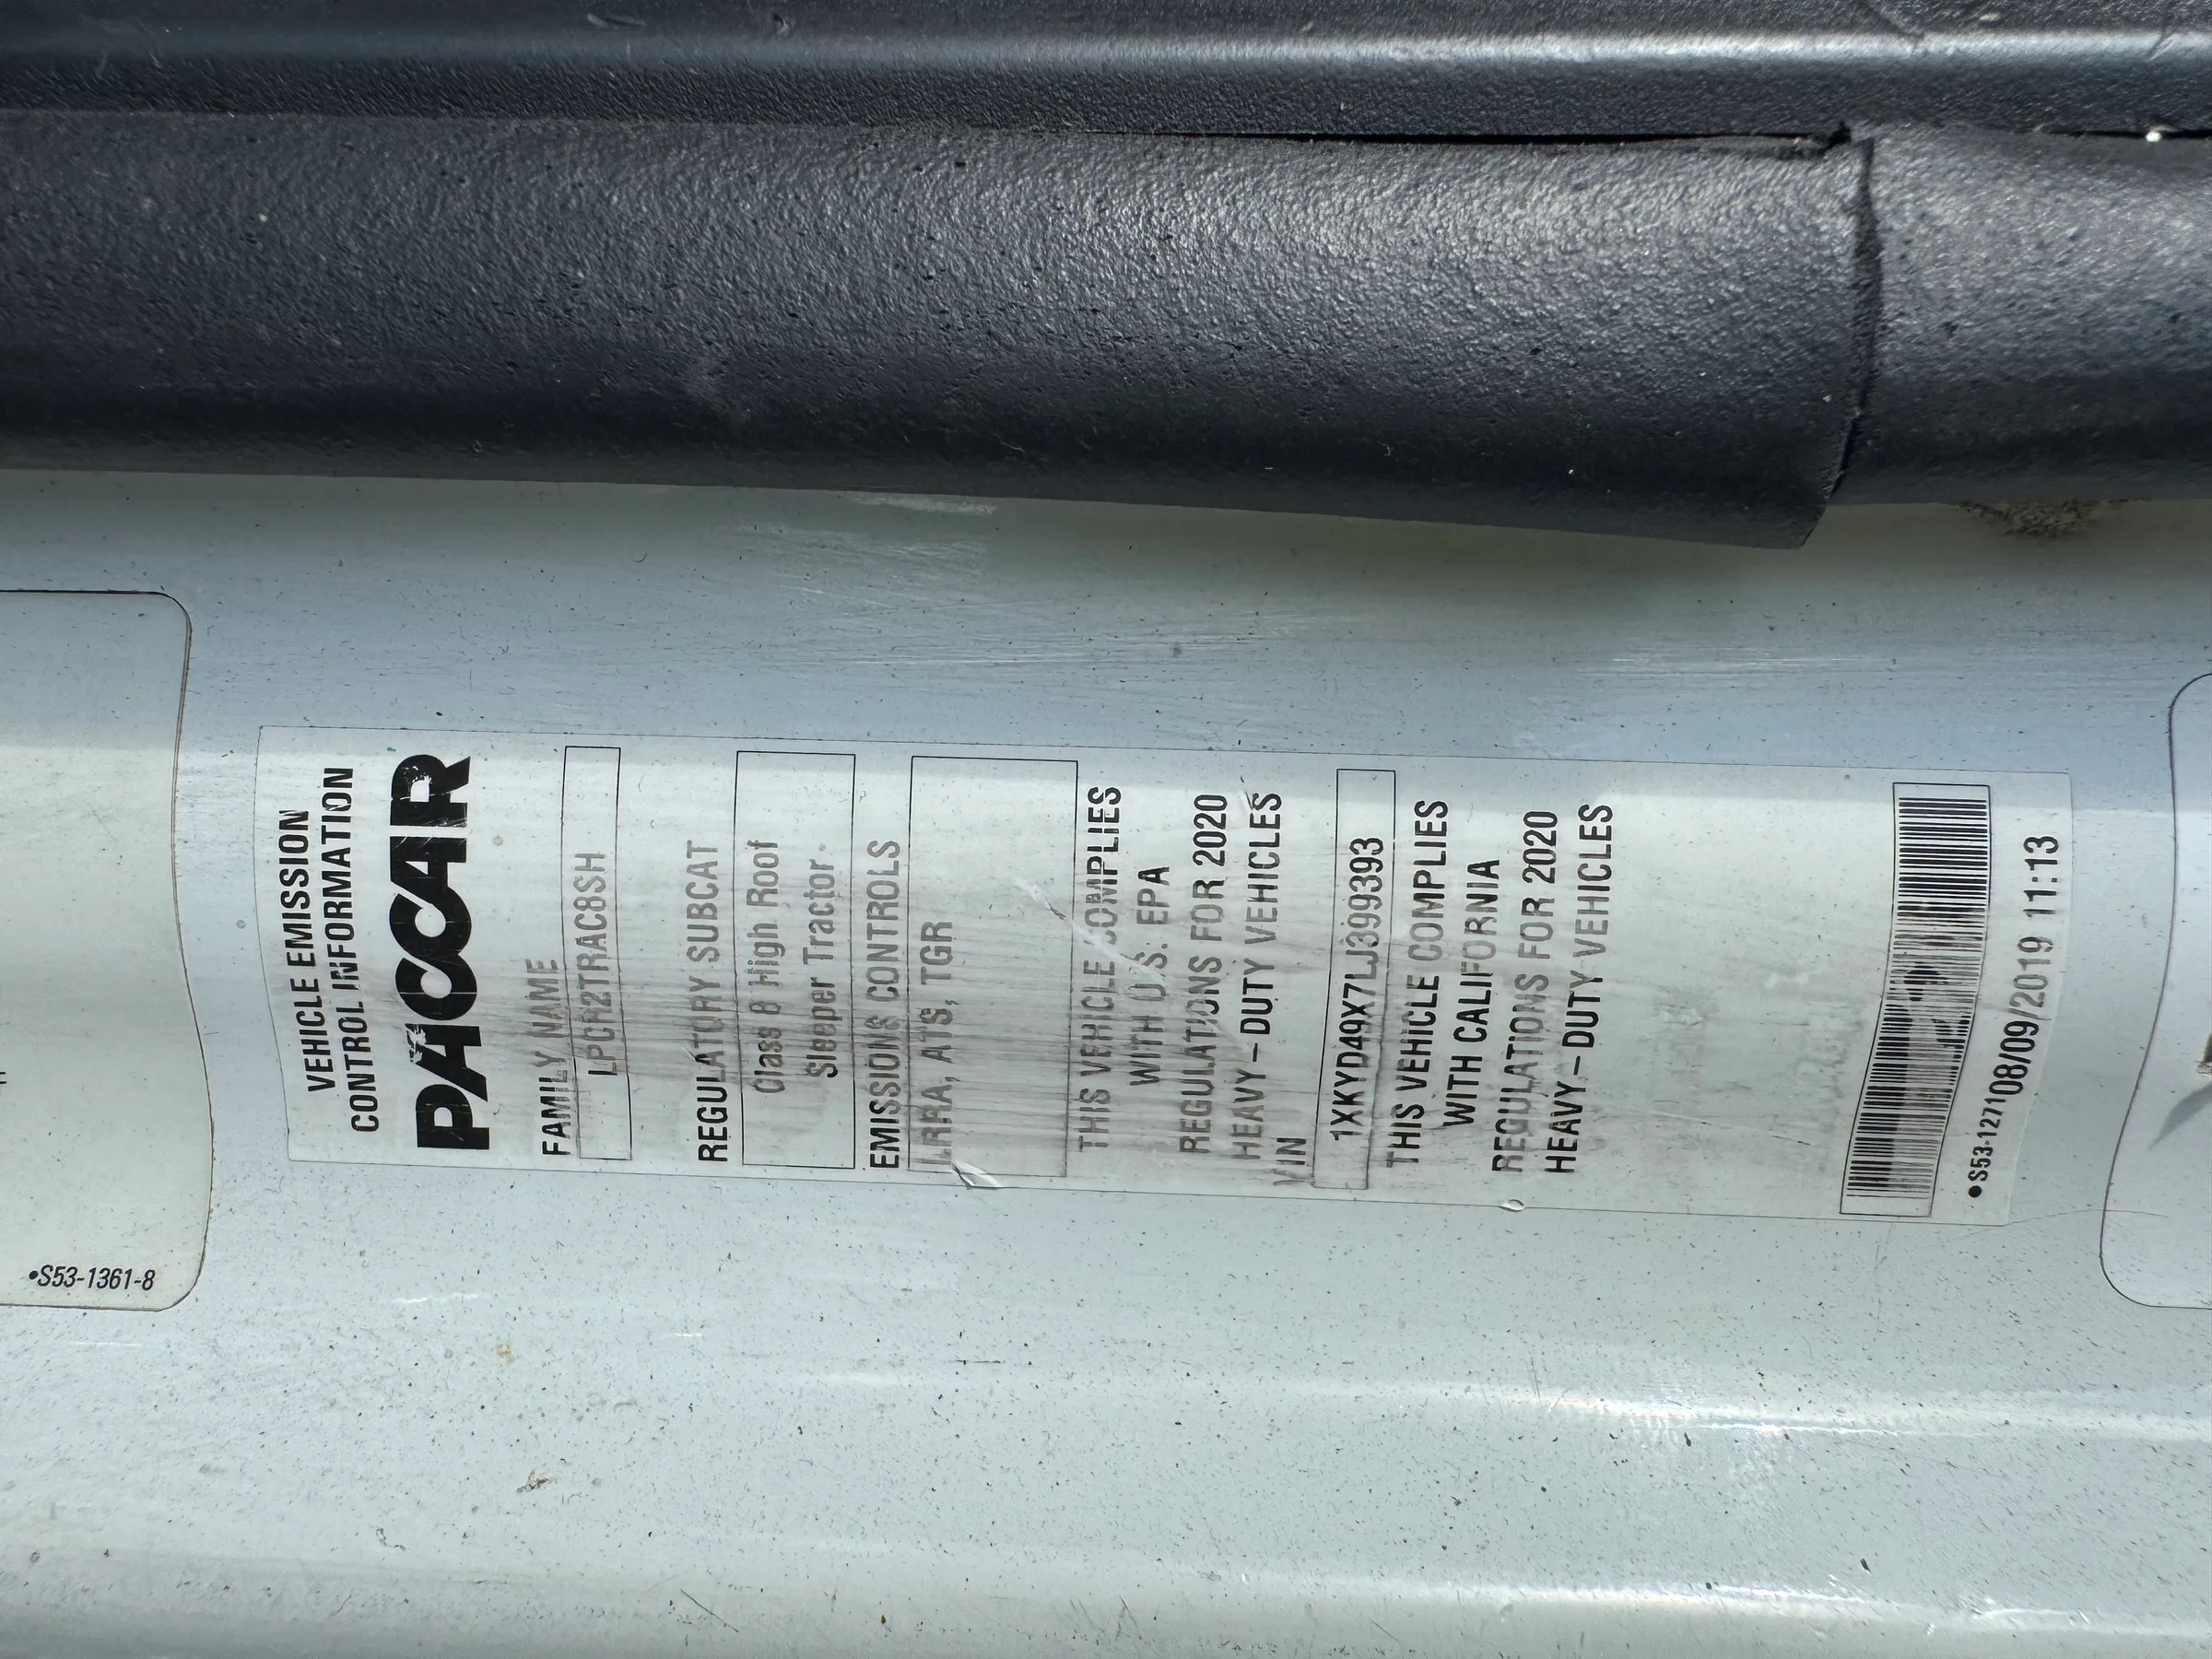 VEHICLE EMISSION
CONTROL INFORMATION
PACCAR
FAMILY NAME
LPCR2TRAC8SH
REGULATORY SUBCAT
Class 8 High Roof
Sleeper Tractor
EMISSIONS CONTROLS
LRRA, ATS, TGR
THIS VEHICLE COMPLIES
WITH U.S. EPA
REGULATIONS FOR 2020
HEAVY-DUTY VEHICLES
VIN
1XKYD49X7LJ399393
THIS VEHICLE COMPLIES
WITH CALIFORNIA
REGULATIONS FOR 2020
HEAVY-DUTY VEHICLES
•S53-1271 08/09/2019 11:13
•S53-1361-8